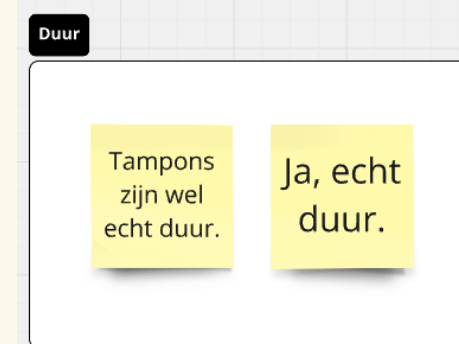 Duur
Tampons
zijn wel
echt duur.
Ja, echt
duur.